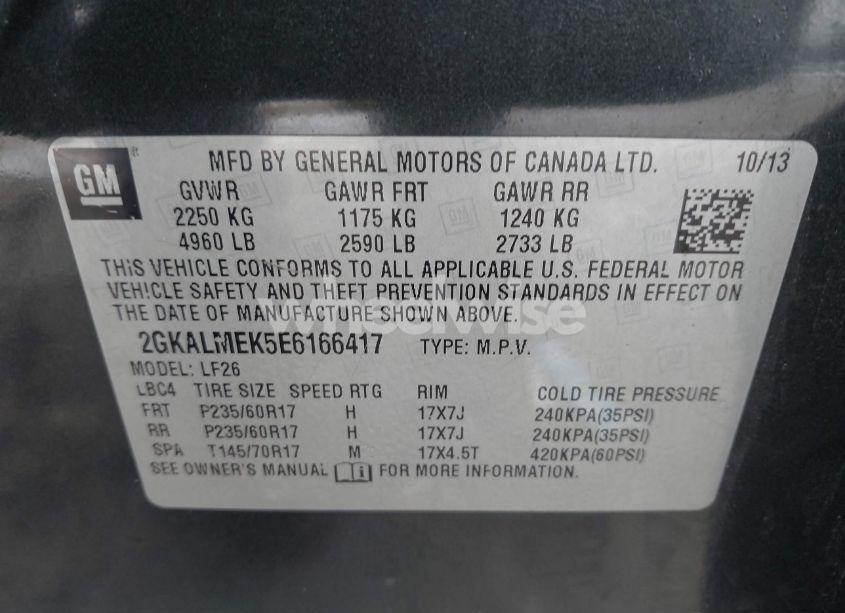 GM
MFD BY GENERAL MOTORS OF CANADA LTD. 10/13
GVWR GAWR FRT GAWR RR
2250 KG 1175 KG 1240 KG
4960 LB 2590 LB 2733 LB
THIS VEHICLE CONFORMS TO ALL APPLICABLE U.S. FEDERAL MOTOR
VEHICLE SAFETY AND THEFT PREVENTION STANDARDS IN EFFECT ON
THE DATE OF MANUFACTURE SHOWN ABOVE.
wheelwise
2GKALMEK5E6166417 TYPE: M.P.V.
MODEL: LF26
LBC4 TIRE SIZE SPEED RTG RIM COLD TIRE PRESSURE
FRT P235/60R17 H 17X7J 240KPA(35PSI)
RR P235/60R17 H 17X7J 240KPA(35PSI)
SPA T145/70R17 M 17X4.5T 420KPA(60PSI)
SEE OWNER'S MANUAL FOR MORE INFORMATION.